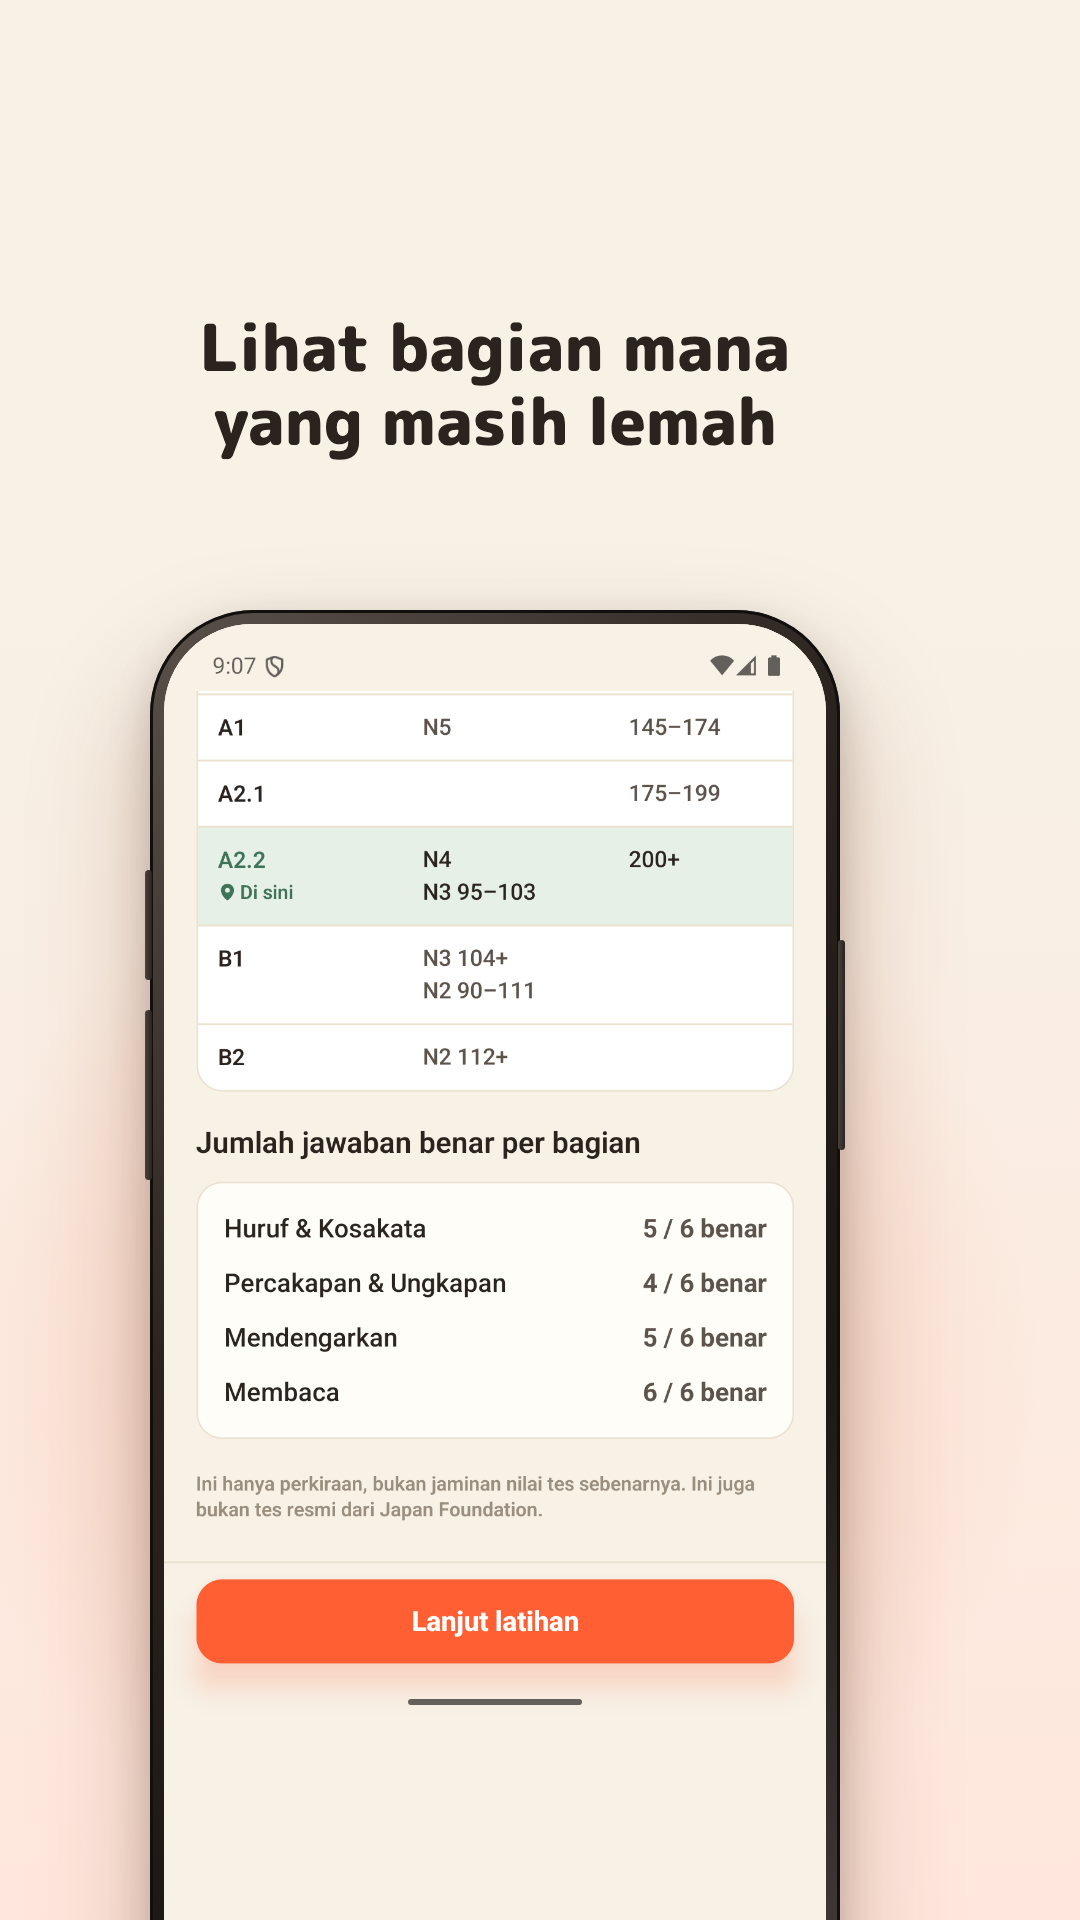 Lihat bagian mana
yang masih lemah
9:07
A1 N5 145–174
A2.1 175–199
A2.2 N4 200+
Di sini N3 95–103
B1 N3 104+
N2 90–111
B2 N2 112+
Jumlah jawaban benar per bagian
Huruf & Kosakata 5 / 6 benar
Percakapan & Ungkapan 4 / 6 benar
Mendengarkan 5 / 6 benar
Membaca 6 / 6 benar
Ini hanya perkiraan, bukan jaminan nilai tes sebenarnya. Ini juga
bukan tes resmi dari Japan Foundation.
Lanjut latihan